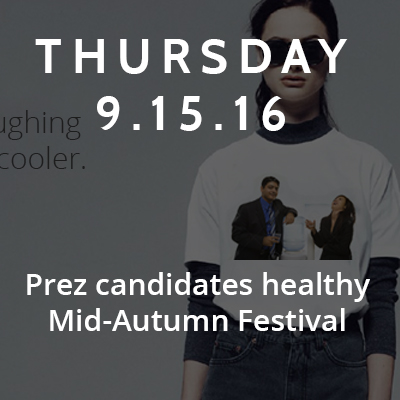 THURSDAY
9.15.16
ughing
cooler.
Prez candidates healthy
Mid-Autumn Festival